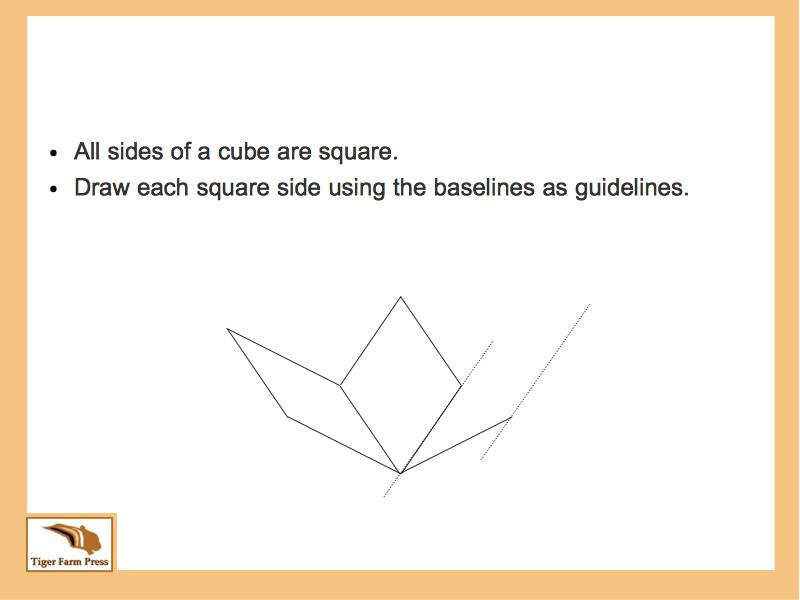 • All sides of a cube are square.
• Draw each square side using the baselines as guidelines.
Tiger Farm Press